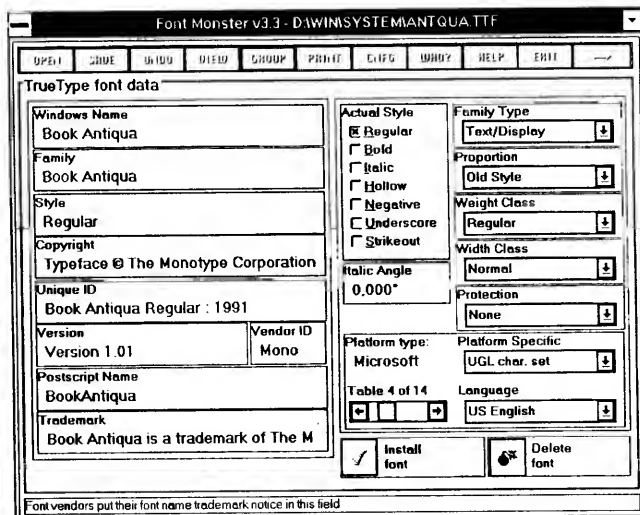 Font Monster v3.3 - D:\WIN\SYSTEM\ANTQUA.TTF
OPEN SAVE UNDO VIEW GROUP PRINT CNFG WHO? HELP EXIT
TrueType font data
Windows Name
Book Antiqua
Family
Book Antiqua
Style
Regular
Copyright
Typeface © The Monotype Corporation
Unique ID
Book Antiqua Regular : 1991
Version
Version 1.01
Vendor ID
Mono
Postscript Name
BookAntiqua
Trademark
Book Antiqua is a trademark of The M
Actual Style
Regular
Bold
Italic
Hollow
Negative
Underscore
Strikeout
Italic Angle
0.000°
Family Type
Text/Display
Proportion
Old Style
Weight Class
Regular
Width Class
Normal
Protection
None
Platform type:
Microsoft
Platform Specific
UGL char. set
Table 4 of 14
Language
US English
Install
font
Delete
font
Font vendors put their font name trademark notice in this field